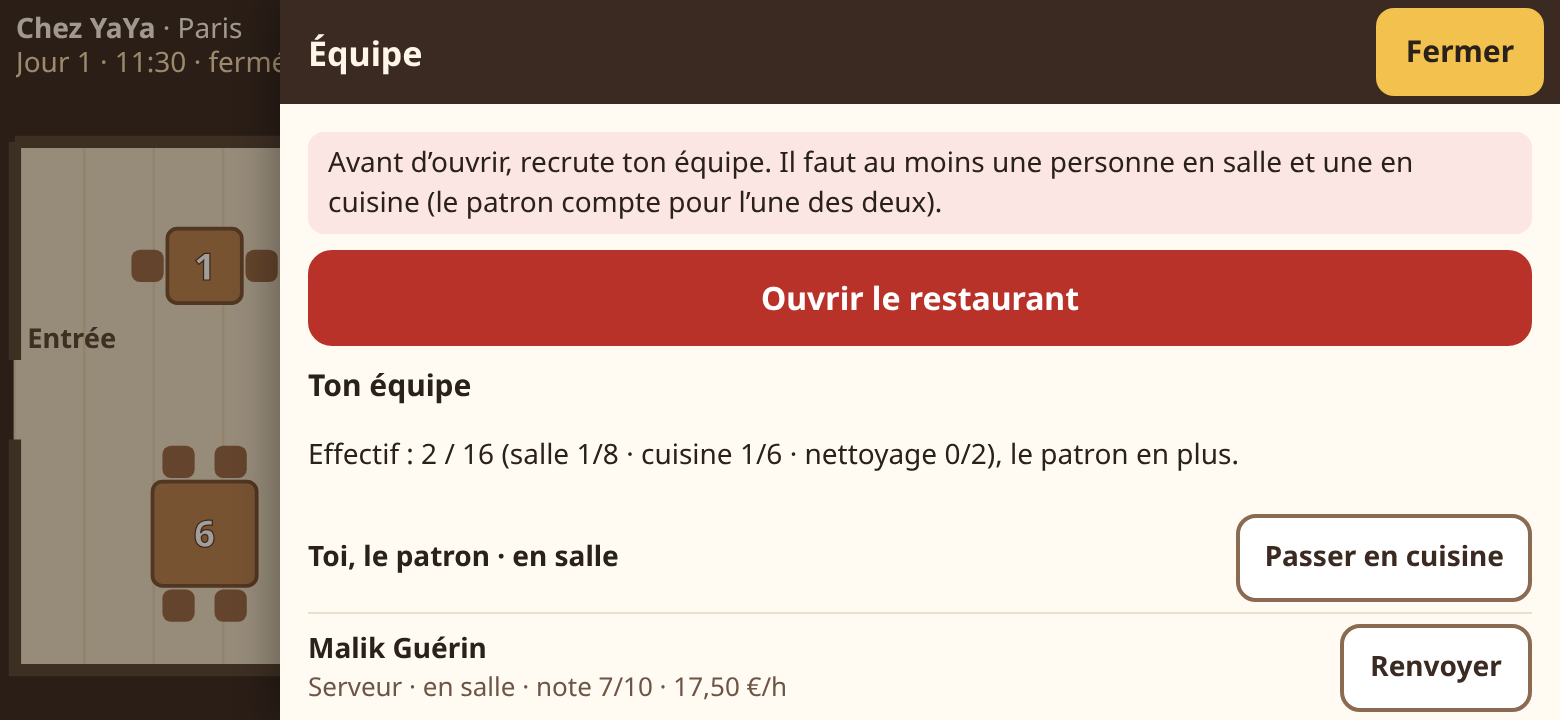 Chez YaYa · Paris
Jour 1 · 11:30 · fermé
Équipe
Fermer
Avant d’ouvrir, recrute ton équipe. Il faut au moins une personne en salle et une en
cuisine (le patron compte pour l’une des deux).
Ouvrir le restaurant
Ton équipe
Effectif : 2 / 16 (salle 1/8 · cuisine 1/6 · nettoyage 0/2), le patron en plus.
Toi, le patron · en salle
Passer en cuisine
Malik Guérin
Serveur · en salle · note 7/10 · 17,50 €/h
Renvoyer
1
Entrée
6